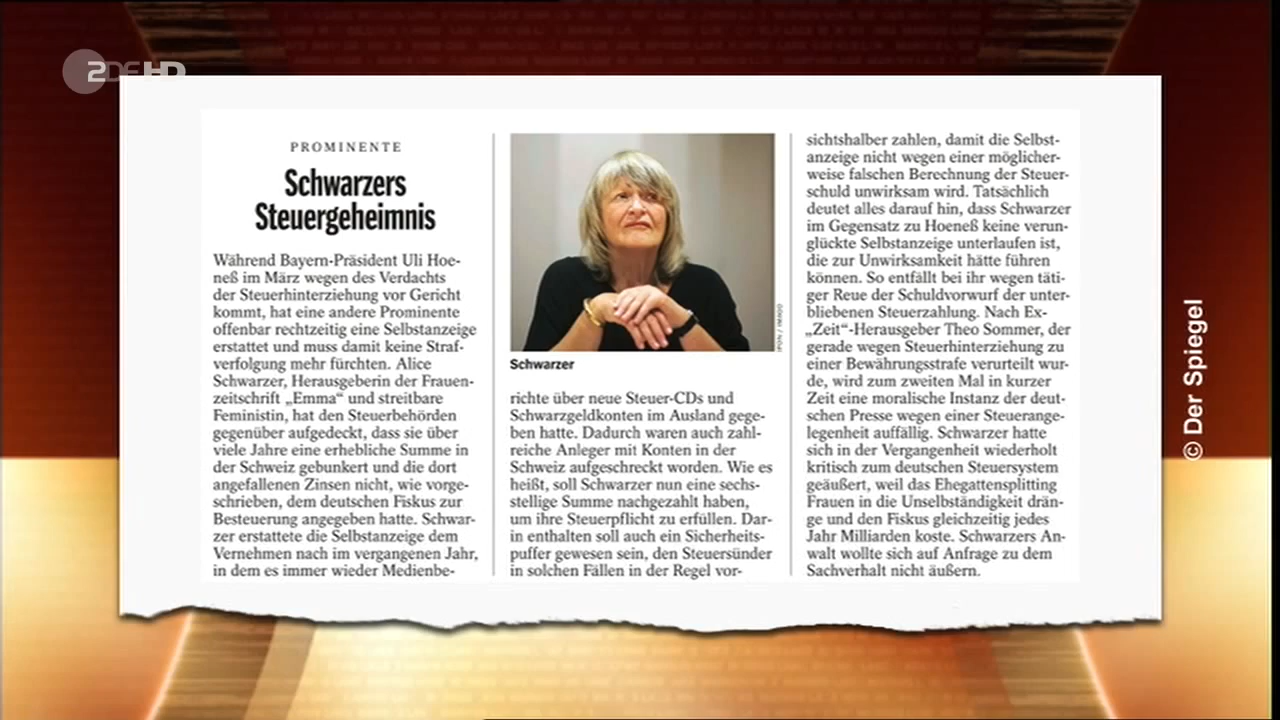 ZDF HD
PROMINENTE
Schwarzers
Steuergeheimnis
Während Bayern-Präsident Uli Hoe-
neß im März wegen des Verdachts
der Steuerhinterziehung vor Gericht
kommt, hat eine andere Prominente
offenbar rechtzeitig eine Selbstanzeige
erstattet und muss damit keine Straf-
verfolgung mehr fürchten. Alice
Schwarzer, Herausgeberin der Frauen-
zeitschrift „Emma“ und streitbare
Feministin, hat den Steuerbehörden
gegenüber aufgedeckt, dass sie über
viele Jahre eine erhebliche Summe in
der Schweiz gebunkert und die dort
angefallenen Zinsen nicht, wie vorge-
schrieben, dem deutschen Fiskus zur
Besteuerung angegeben hatte. Schwar-
zer erstattete die Selbstanzeige dem
Vernehmen nach im vergangenen Jahr,
in dem es immer wieder Medienbe-
IPON / IMAGO
Schwarzer
richte über neue Steuer-CDs und
Schwarzgeldkonten im Ausland gege-
ben hatte. Dadurch waren auch zahl-
reiche Anleger mit Konten in der
Schweiz aufgeschreckt worden. Wie es
heißt, soll Schwarzer nun eine sechs-
stellige Summe nachgezahlt haben,
um ihre Steuerpflicht zu erfüllen. Dar-
in enthalten soll auch ein Sicherheits-
puffer gewesen sein, den Steuersünder
in solchen Fällen in der Regel vor-
sichtshalber zahlen, damit die Selbst-
anzeige nicht wegen einer möglicher-
weise falschen Berechnung der Steuer-
schuld unwirksam wird. Tatsächlich
deutet alles darauf hin, dass Schwarzer
im Gegensatz zu Hoeneß keine verun-
glückte Selbstanzeige unterlaufen ist,
die zur Unwirksamkeit hätte führen
können. So entfällt bei ihr wegen täti-
ger Reue der Schuldvorwurf der unter-
bliebenen Steuerzahlung. Nach Ex-
„Zeit“-Herausgeber Theo Sommer, der
gerade wegen Steuerhinterziehung zu
einer Bewährungsstrafe verurteilt wur-
de, wird zum zweiten Mal in kurzer
Zeit eine moralische Instanz der deut-
schen Presse wegen einer Steuerange-
legenheit auffällig. Schwarzer hatte
sich in der Vergangenheit wiederholt
kritisch zum deutschen Steuersystem
geäußert, weil das Ehegattensplitting
Frauen in die Unselbständigkeit drän-
ge und den Fiskus gleichzeitig jedes
Jahr Milliarden koste. Schwarzers An-
walt wollte sich auf Anfrage zu dem
Sachverhalt nicht äußern.
© Der Spiegel